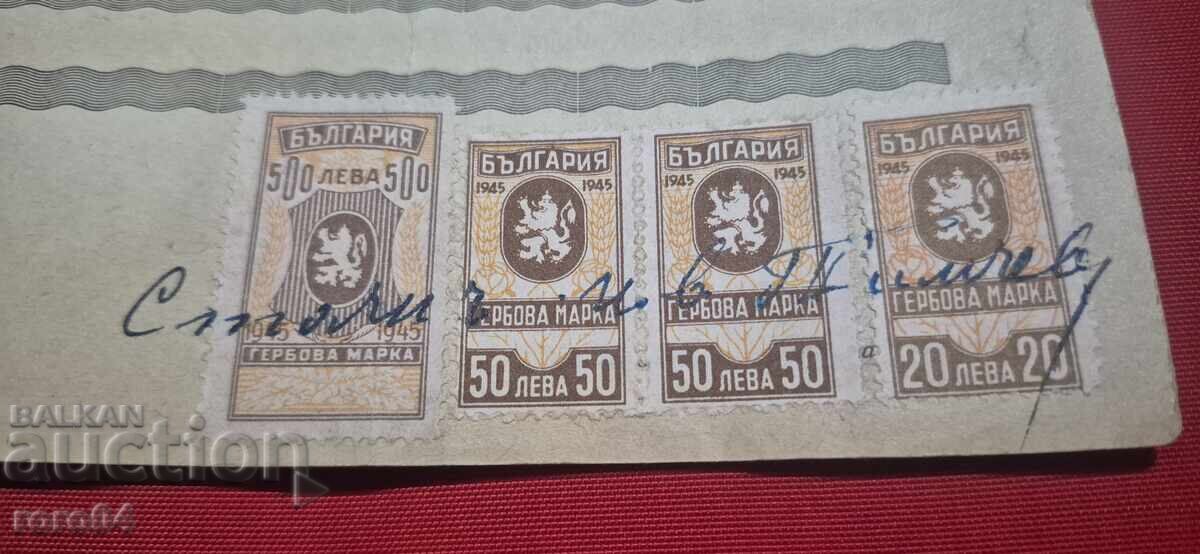 БЪЛГАРИЯ
500 ЛЕВА 500
1945 1945
ГЕРБОВА МАРКА
БЪЛГАРИЯ
1945 1945
ГЕРБОВА МАРКА
50 ЛЕВА 50
БЪЛГАРИЯ
1945 1945
ГЕРБОВА МАРКА
50 ЛЕВА 50
БЪЛГАРИЯ
1945 1945
ГЕРБОВА МАРКА
20 ЛЕВА 20
а
BALKAN
auction
roro84